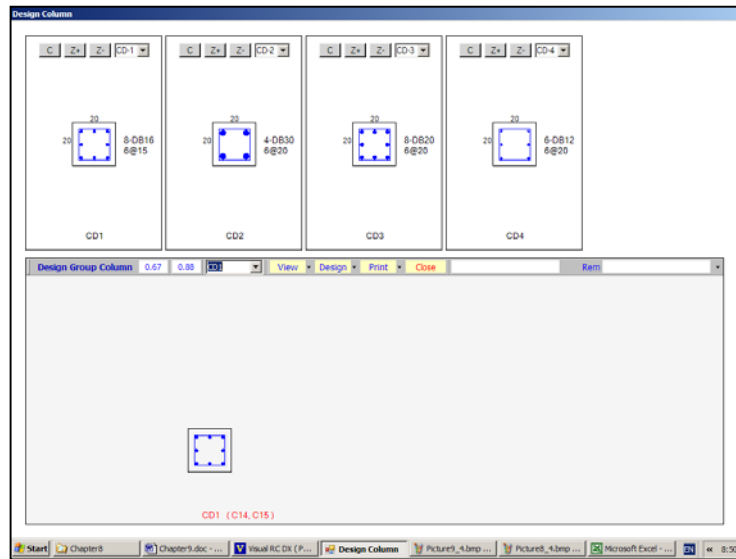 Design Column
C Z+ Z- CD-1 C Z+ Z- CD-2 C Z+ Z- CD-3 C Z+ Z- CD-4
20 20 20 20
20 8-DB16 20 4-DB30 20 8-DB20 20 6-DB12
6@15 6@20 6@20 6@20
CD1 CD2 CD3 CD4
Design Group Column 0.67 0.88 CD1 View Design Print Close Rem
CD1 (C14, C15)
Start Chapter8 Chapter9.doc - ... Visual RC DX ( P... Design Column Picture9_4.bmp ... Picture8_4.bmp ... Microsoft Excel - ... EN « 8:50